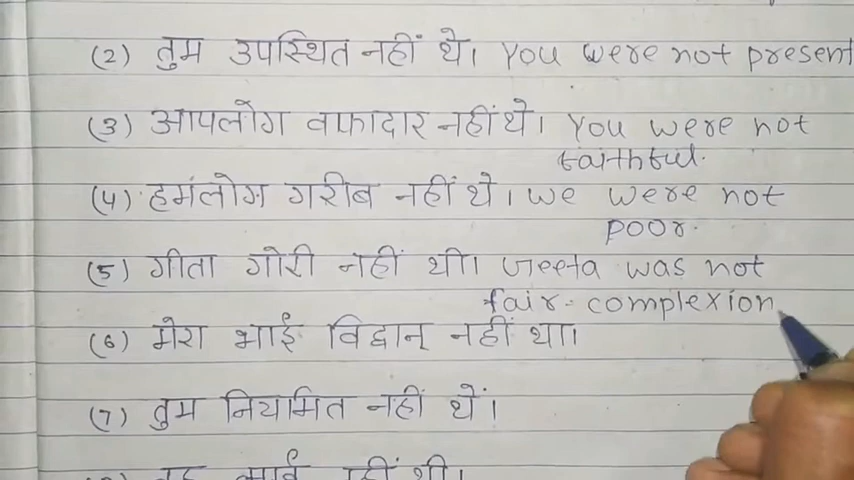 (2) तुम उपस्थित नहीं थे। You were not present
(3) आपलोग वफादार नहीं थे। You were not
faithful.
(4) हमलोग गरीब नहीं थे। we were not
poor.
(5) गीता गोरी नहीं थी। Geeta was not
fair-complexion
(6) मेरा भाई विद्वान् नहीं था।
(7) तुम नियामित नहीं थें।
नहीं थी।